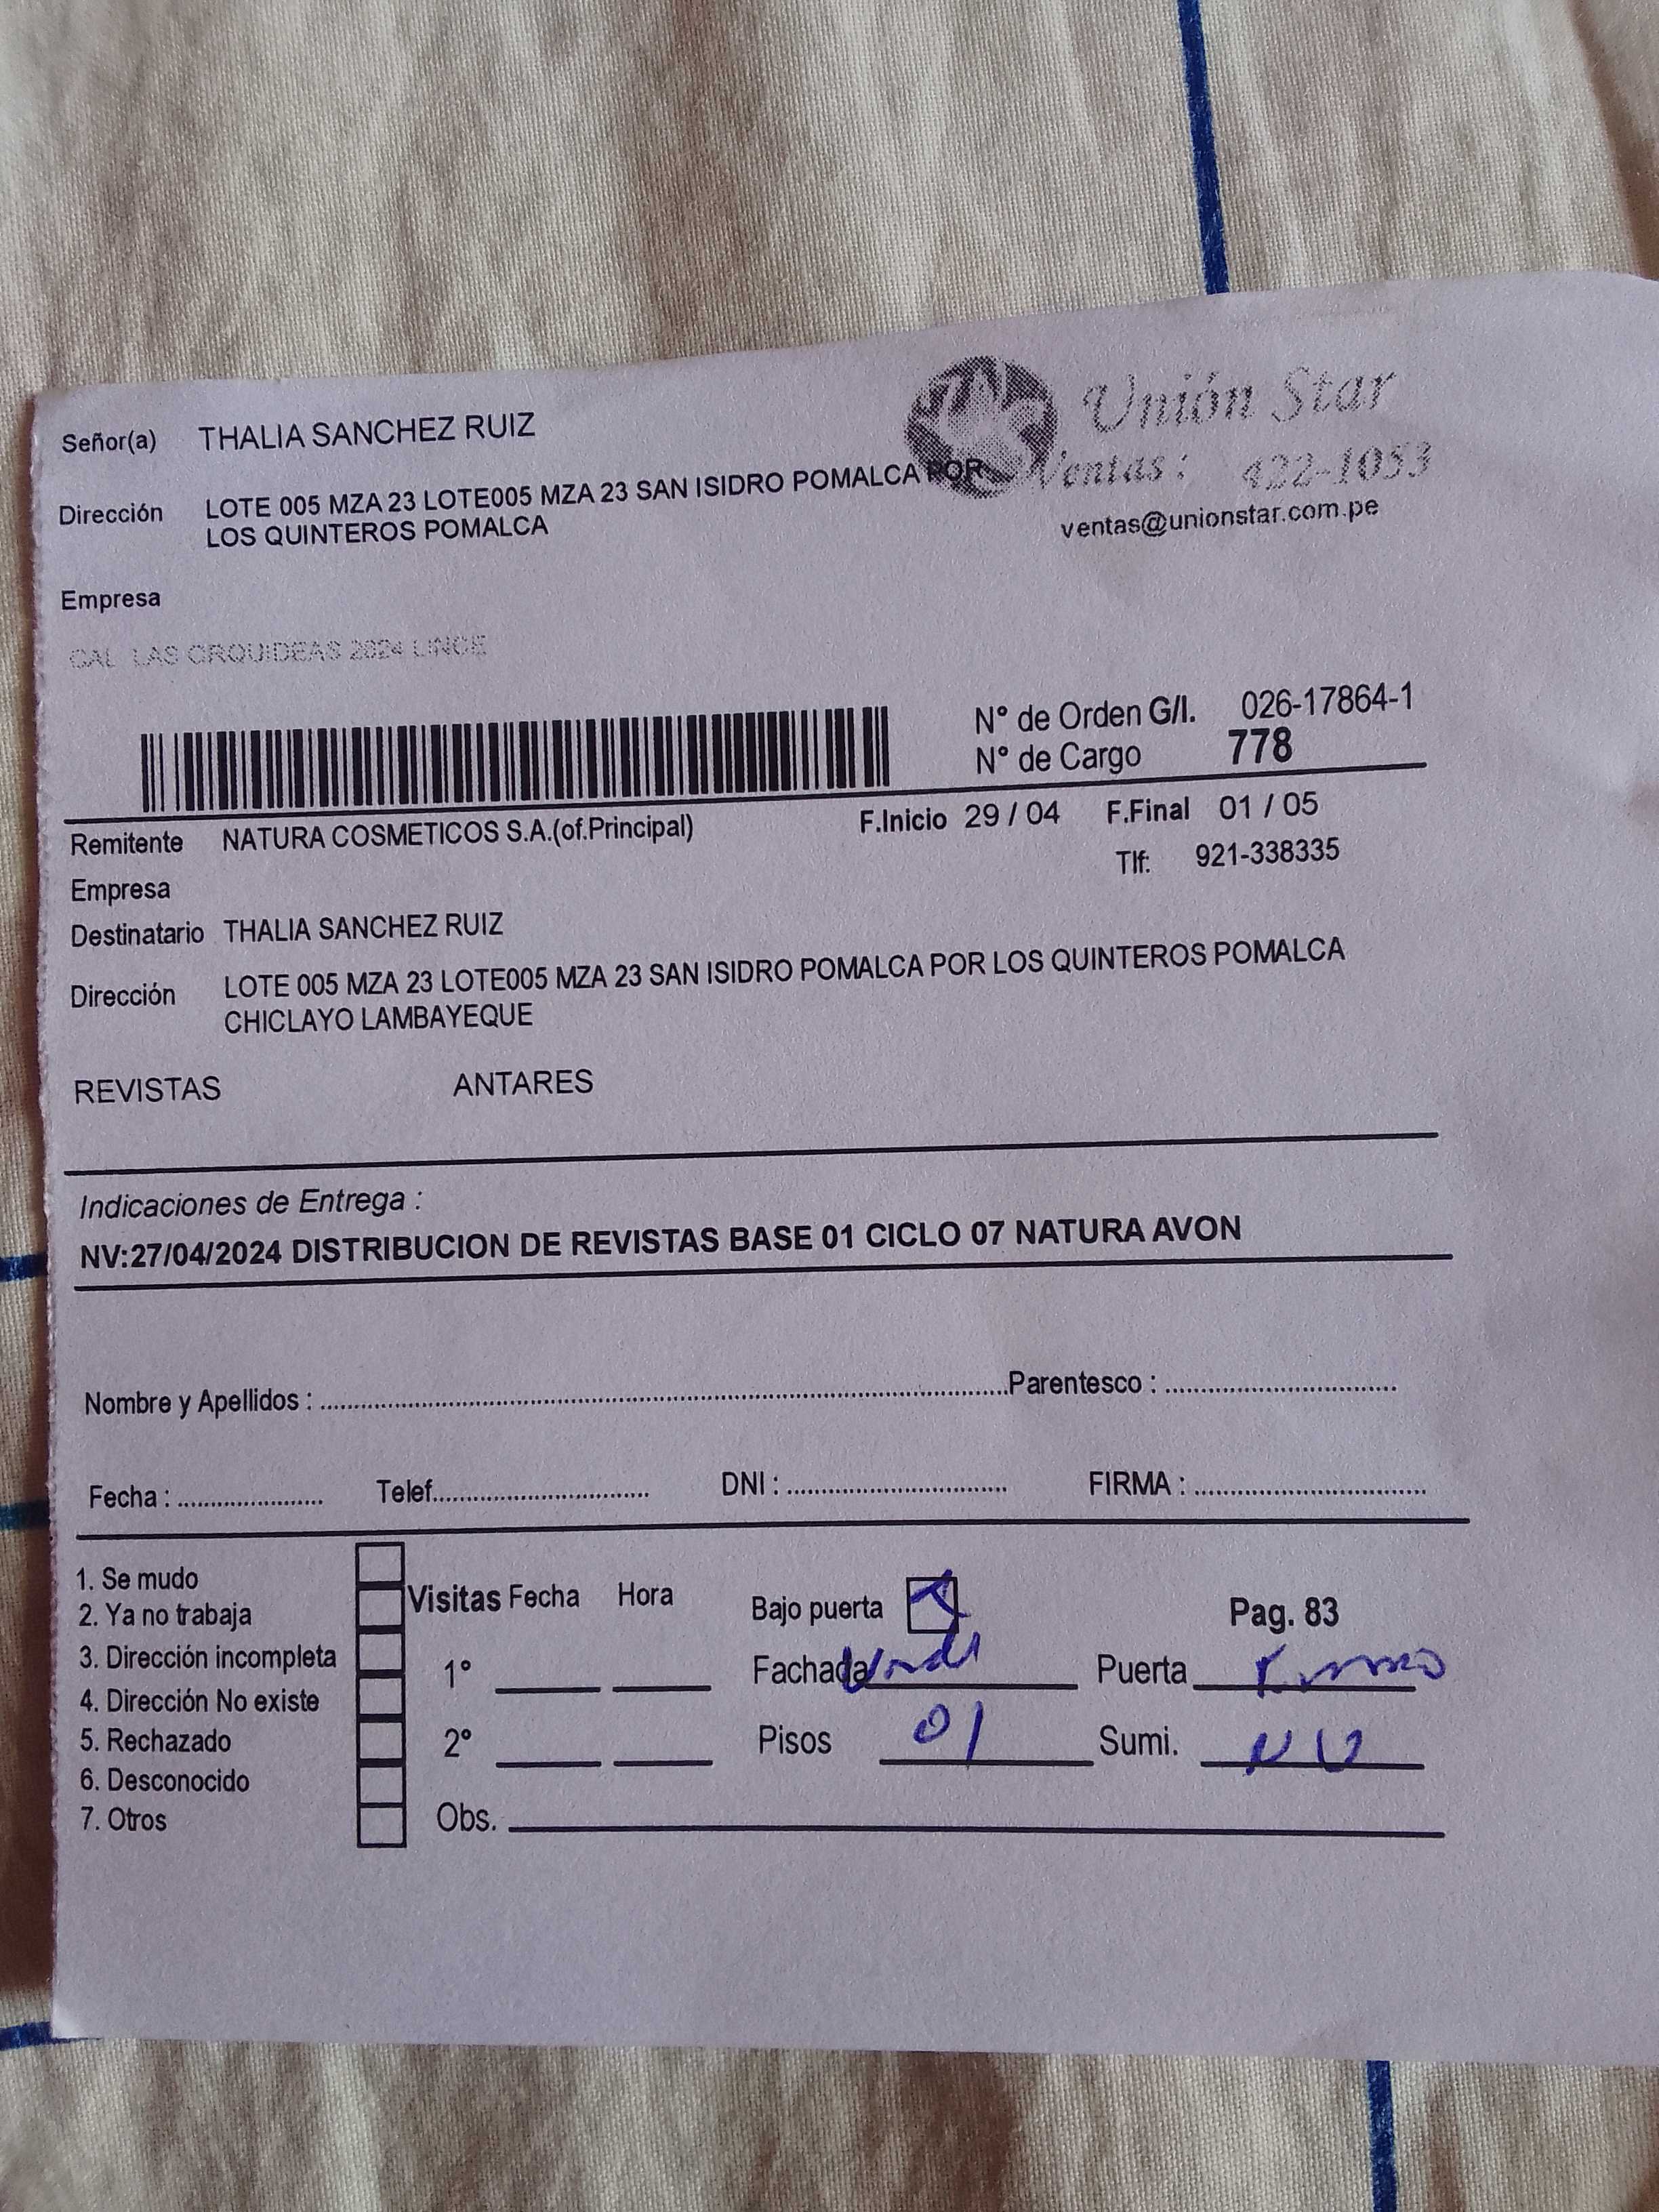 Señor(a) THALIA SANCHEZ RUIZ
Unión Star
Ventas: 422-1053
ventas@unionstar.com.pe
Dirección LOTE 005 MZA 23 LOTE005 MZA 23 SAN ISIDRO POMALCA POR
LOS QUINTEROS POMALCA
Empresa
CAL LAS ORQUIDEAS 2024 LINCE
N° de Orden G/I. 026-17864-1
N° de Cargo 778
Remitente NATURA COSMETICOS S.A.(of.Principal) F.Inicio 29 / 04 F.Final 01 / 05
Empresa Tlf: 921-338335
Destinatario THALIA SANCHEZ RUIZ
Dirección LOTE 005 MZA 23 LOTE005 MZA 23 SAN ISIDRO POMALCA POR LOS QUINTEROS POMALCA
CHICLAYO LAMBAYEQUE
REVISTAS ANTARES
Indicaciones de Entrega :
NV:27/04/2024 DISTRIBUCION DE REVISTAS BASE 01 CICLO 07 NATURA AVON
Nombre y Apellidos : Parentesco :
Fecha : Telef. DNI : FIRMA :
1. Se mudo
2. Ya no trabaja
3. Dirección incompleta
4. Dirección No existe
5. Rechazado
6. Desconocido
7. Otros
Visitas Fecha Hora
1°
2°
Obs.
Bajo puerta Pag. 83
Fachada Puerta
Pisos 01 Sumi.